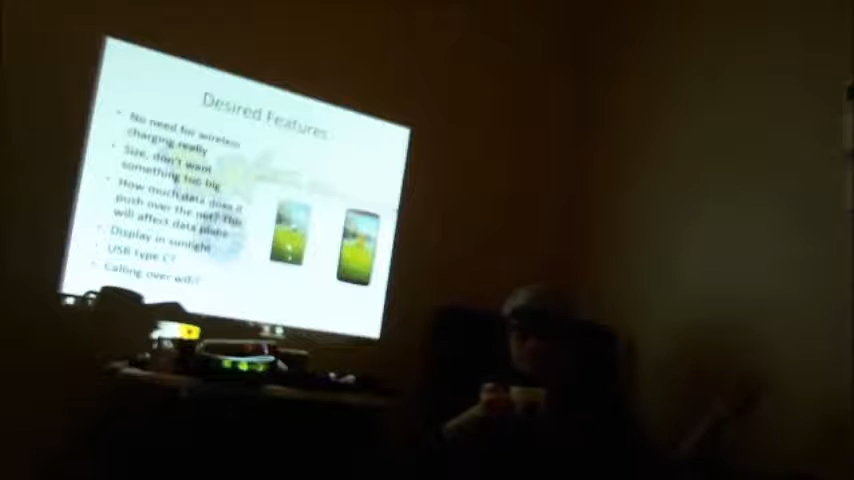 Desired Features
No need for wireless
charging really
Size, don't want
something too big
How much data does it
push over the net? This
will affect data plans
Display in sunlight
USB type C?
Calling over wifi?